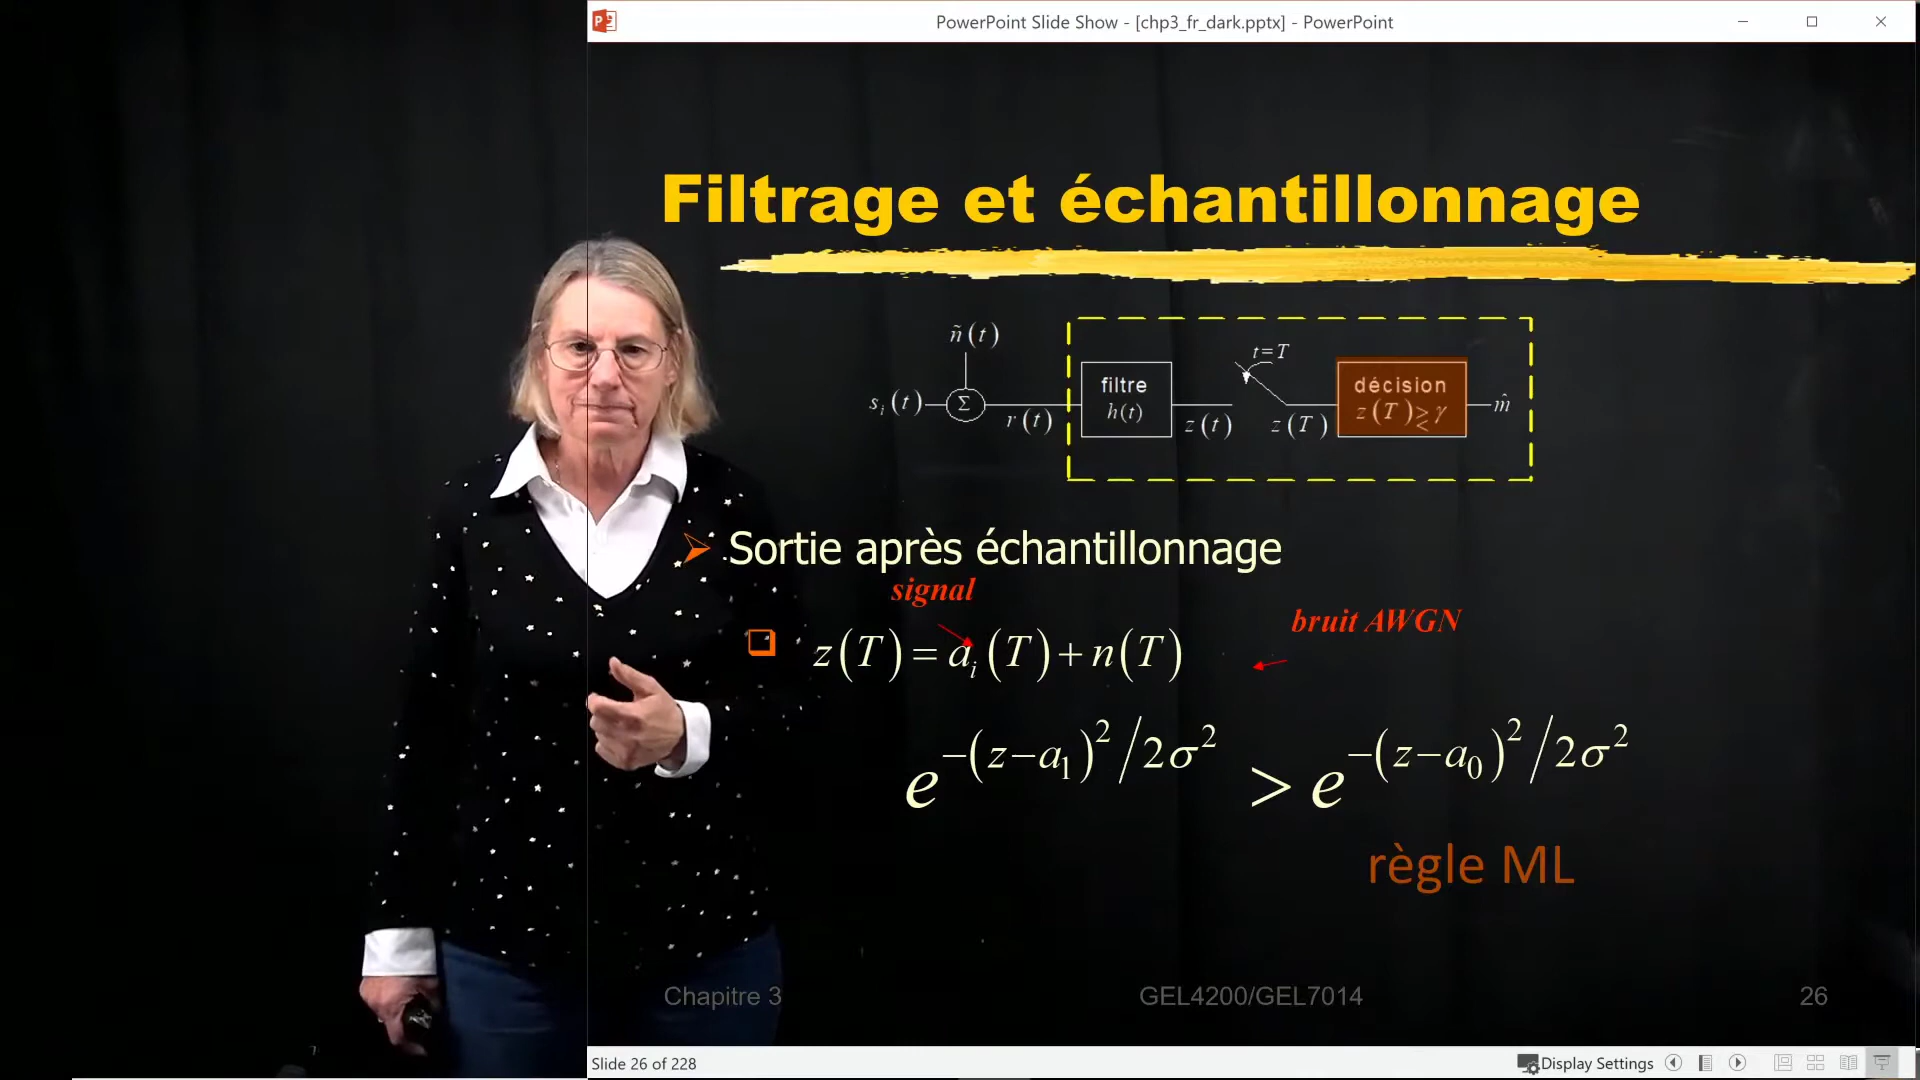 PowerPoint Slide Show - [chp3_fr_dark.pptx] - PowerPoint
Filtrage et échantillonnage
ñ(t)
s_i(t)
Σ
r(t)
filtre
h(t)
z(t)
t=T
z(T)
décision
z(T)≷γ
m̂
Sortie après échantillonnage
signal
bruit AWGN
z(T)=a_i(T)+n(T)
e^{-(z-a_1)^2/2σ^2} > e^{-(z-a_0)^2/2σ^2}
règle ML
Chapitre 3 GEL4200/GEL7014 26
Slide 26 of 228 Display Settings